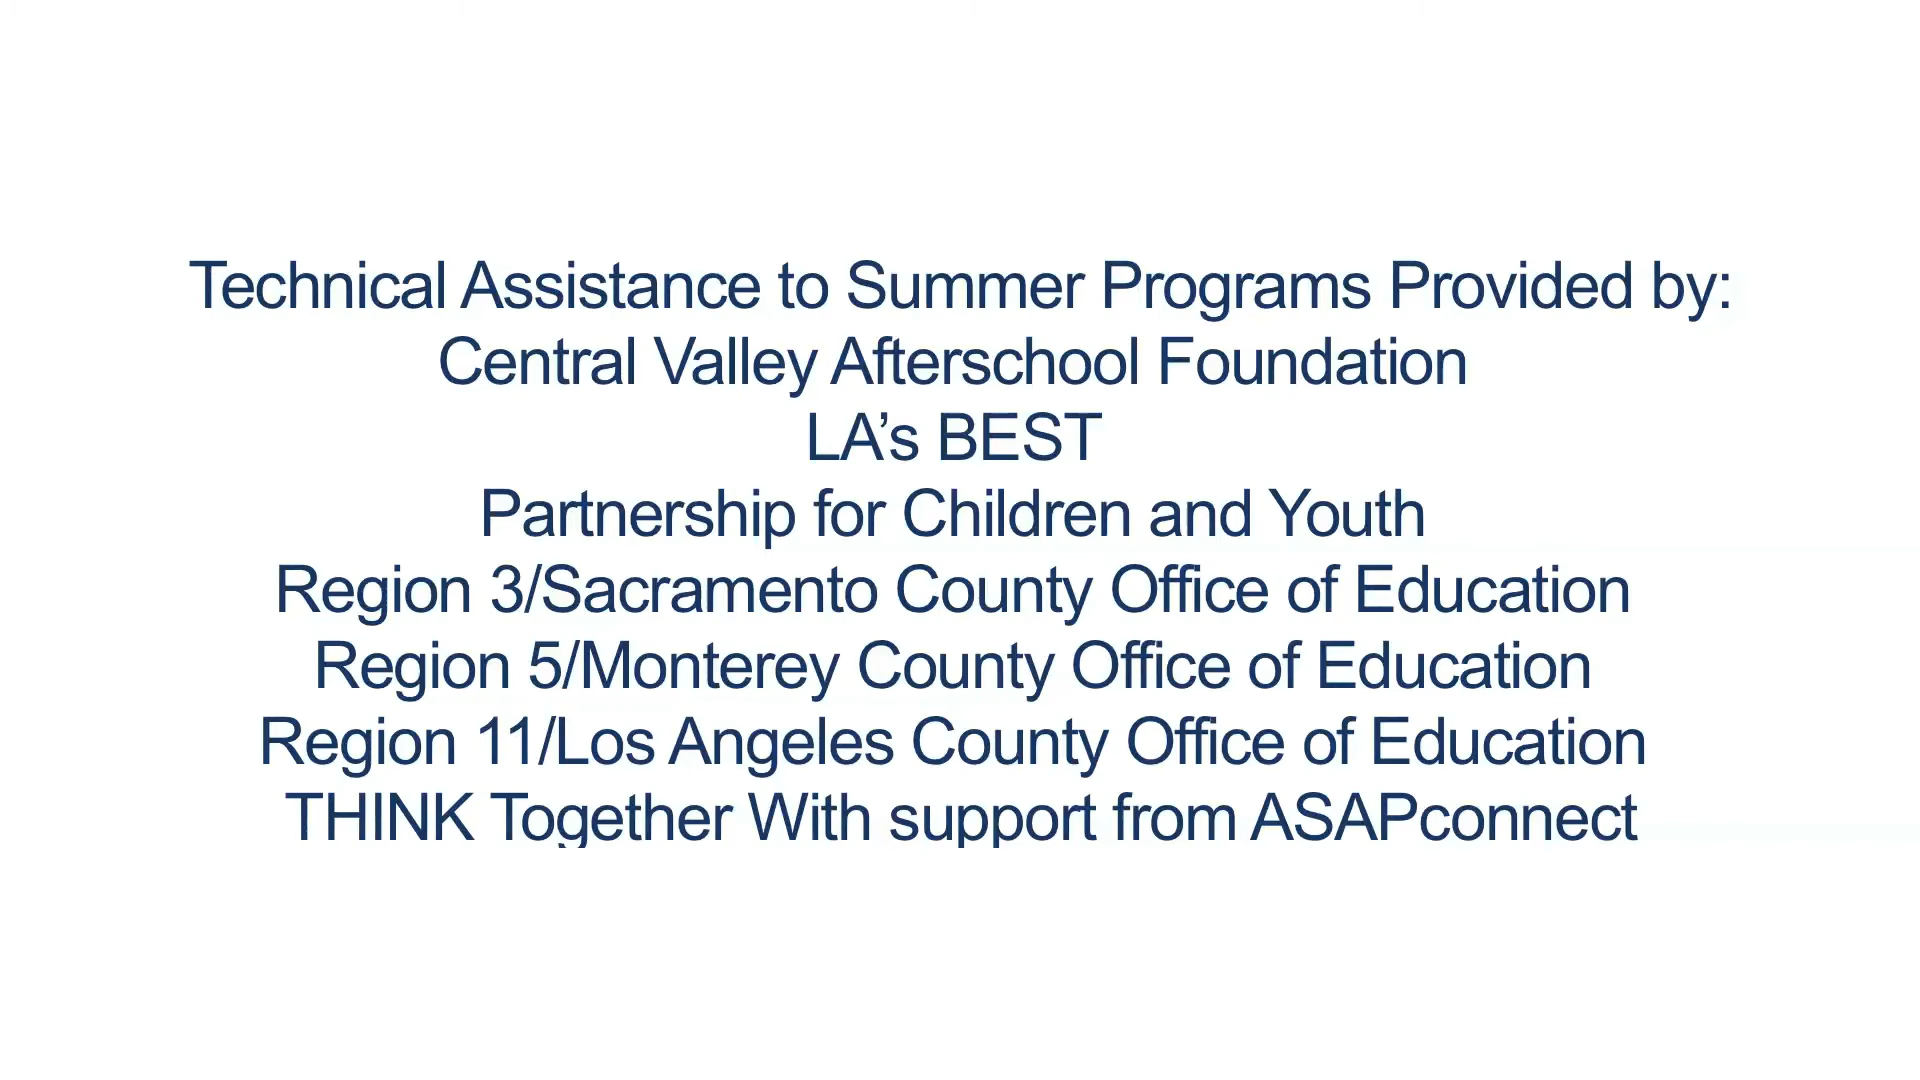 Technical Assistance to Summer Programs Provided by:
Central Valley Afterschool Foundation
LA’s BEST
Partnership for Children and Youth
Region 3/Sacramento County Office of Education
Region 5/Monterey County Office of Education
Region 11/Los Angeles County Office of Education
THINK Together With support from ASAPconnect